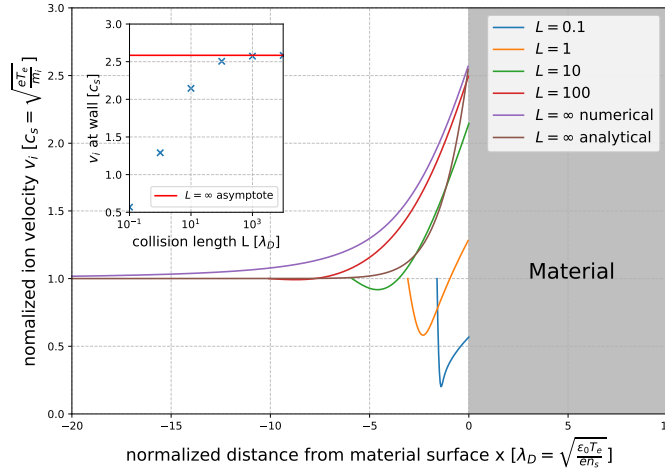 3.0
2.5
2.0
1.5
1.0
0.5
0.0
nomalized ion velocity v_i [c_s = √(eT_e/m_i) ]
3.0
2.5
2.0
1.5
1.0
0.5
v_i at wall [c_s]
L = ∞ asymptote
10^−1 10^1 10^3
collision length L [λ_D]
L = 0.1
L = 1
L = 10
L = 100
L = ∞ numerical
L = ∞ analytical
Material
−20 −15 −10 −5 0 5 10
normalized distance from material surface x [λ_D = √(ε_0T_e/en_s) ]